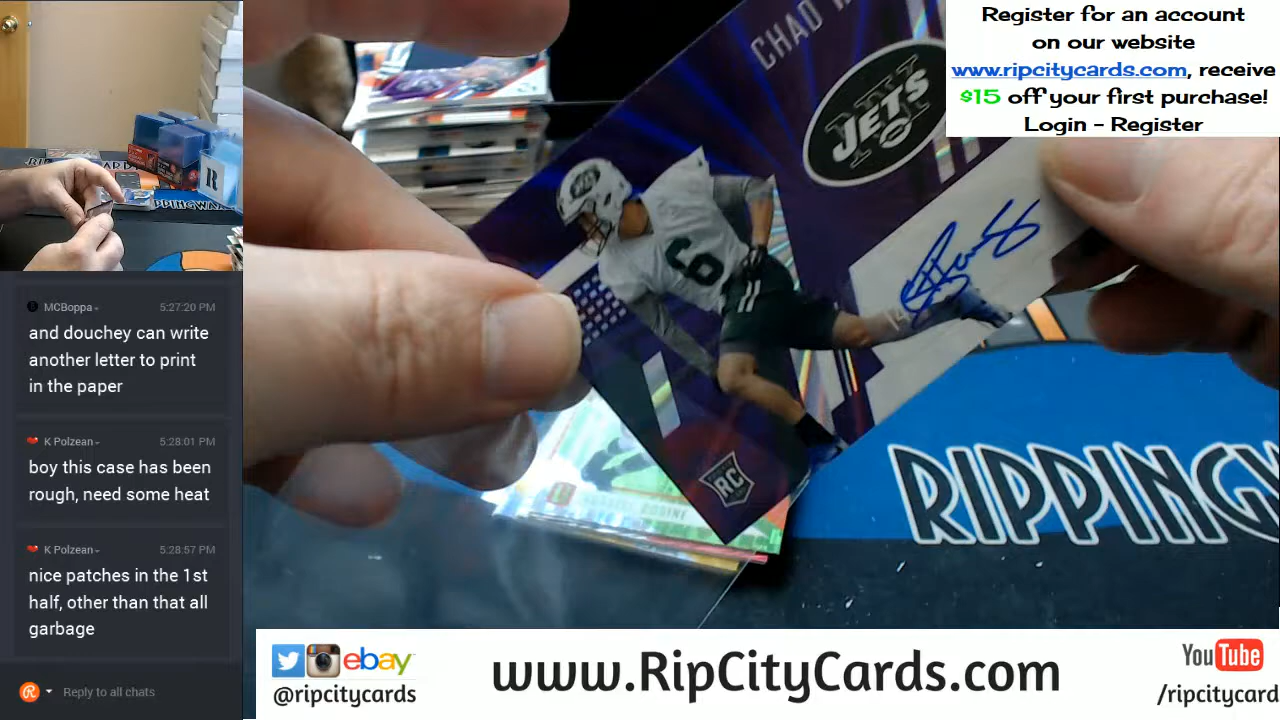 Register for an account
on our website
www.ripcitycards.com, receive
$15 off your first purchase!
Login - Register
MCBoppa
5:27:20 PM
and douchey can write
another letter to print
in the paper
K Polzean
5:28:01 PM
boy this case has been
rough, need some heat
K Polzean
5:28:57 PM
nice patches in the 1st
half, other than that all
garbage
R
Reply to all chats
CHAD
NY
JETS
RC
R
RIPPINGW
ebay
@ripcitycards
www.RipCityCards.com
YouTube
/ripcitycard